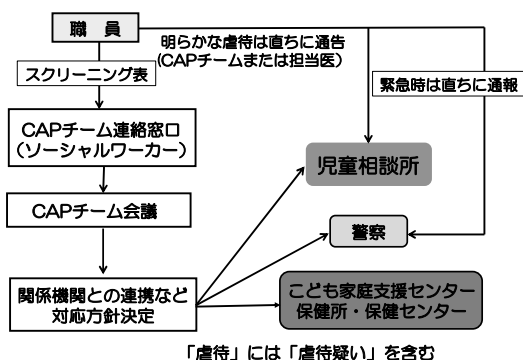 職　員
明らかな虐待は直ちに通告
(CAPチームまたは担当医)
スクリーニング表
緊急時は直ちに通報
CAPチーム連絡窓口
(ソーシャルワーカー)
児童相談所
CAPチーム会議
警察
関係機関との連携など
対応方針決定
こども家庭支援センター
保健所・保健センター
「虐待」には「虐待疑い」を含む